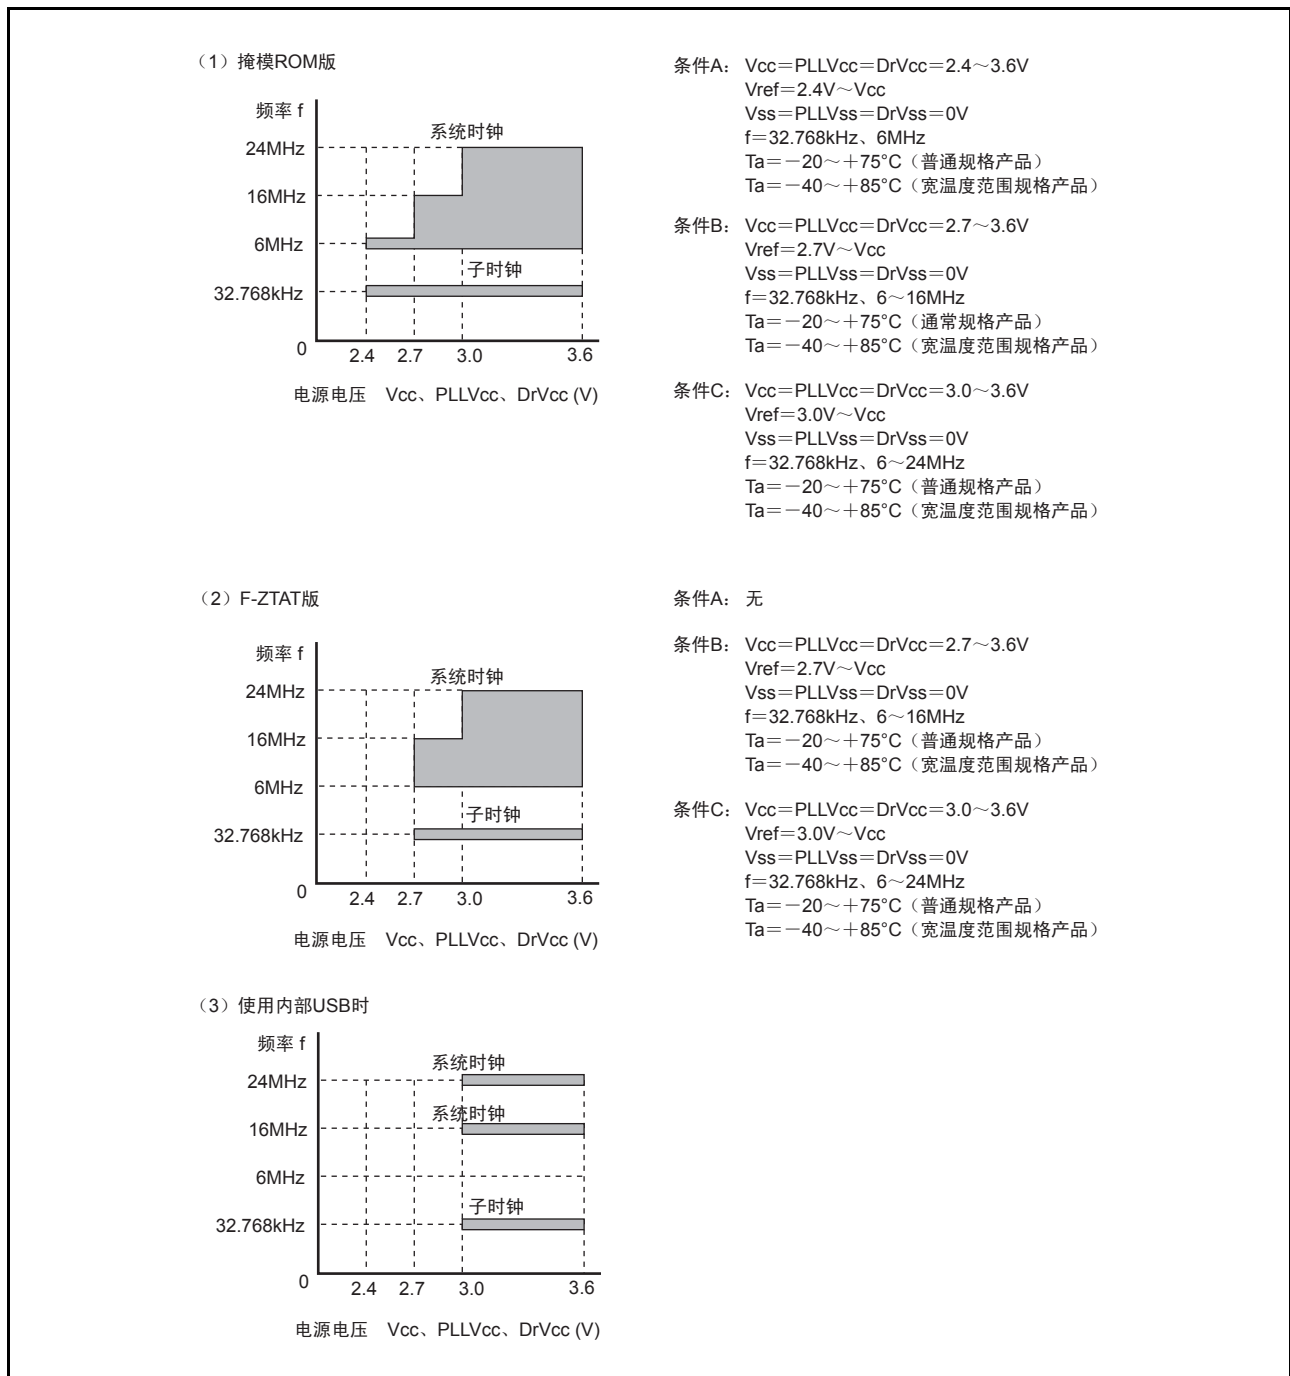 （1）掩模ROM版
频率 f
系统时钟
24MHz
16MHz
6MHz
子时钟
32.768kHz
0
2.4 2.7 3.0 3.6
电源电压 Vcc、PLLVcc、DrVcc (V)
条件A： Vcc＝PLLVcc＝DrVcc＝2.4～3.6V
Vref＝2.4V～Vcc
Vss＝PLLVss＝DrVss＝0V
f＝32.768kHz、6MHz
Ta＝－20～＋75°C（普通规格产品）
Ta＝－40～＋85°C（宽温度范围规格产品）
条件B： Vcc＝PLLVcc＝DrVcc＝2.7～3.6V
Vref＝2.7V～Vcc
Vss＝PLLVss＝DrVss＝0V
f＝32.768kHz、6～16MHz
Ta＝－20～＋75°C（通常规格产品）
Ta＝－40～＋85°C（宽温度范围规格产品）
条件C： Vcc＝PLLVcc＝DrVcc＝3.0～3.6V
Vref＝3.0V～Vcc
Vss＝PLLVss＝DrVss＝0V
f＝32.768kHz、6～24MHz
Ta＝－20～＋75°C（普通规格产品）
Ta＝－40～＋85°C（宽温度范围规格产品）
（2）F-ZTAT版
频率 f
系统时钟
24MHz
16MHz
6MHz
子时钟
32.768kHz
0
2.4 2.7 3.0 3.6
电源电压 Vcc、PLLVcc、DrVcc (V)
条件A： 无
条件B： Vcc＝PLLVcc＝DrVcc＝2.7～3.6V
Vref＝2.7V～Vcc
Vss＝PLLVss＝DrVss＝0V
f＝32.768kHz、6～16MHz
Ta＝－20～＋75°C（普通规格产品）
Ta＝－40～＋85°C（宽温度范围规格产品）
条件C： Vcc＝PLLVcc＝DrVcc＝3.0～3.6V
Vref＝3.0V～Vcc
Vss＝PLLVss＝DrVss＝0V
f＝32.768kHz、6～24MHz
Ta＝－20～＋75°C（普通规格产品）
Ta＝－40～＋85°C（宽温度范围规格产品）
（3）使用内部USB时
频率 f
系统时钟
24MHz
系统时钟
16MHz
6MHz
子时钟
32.768kHz
0
2.4 2.7 3.0 3.6
电源电压 Vcc、PLLVcc、DrVcc (V)